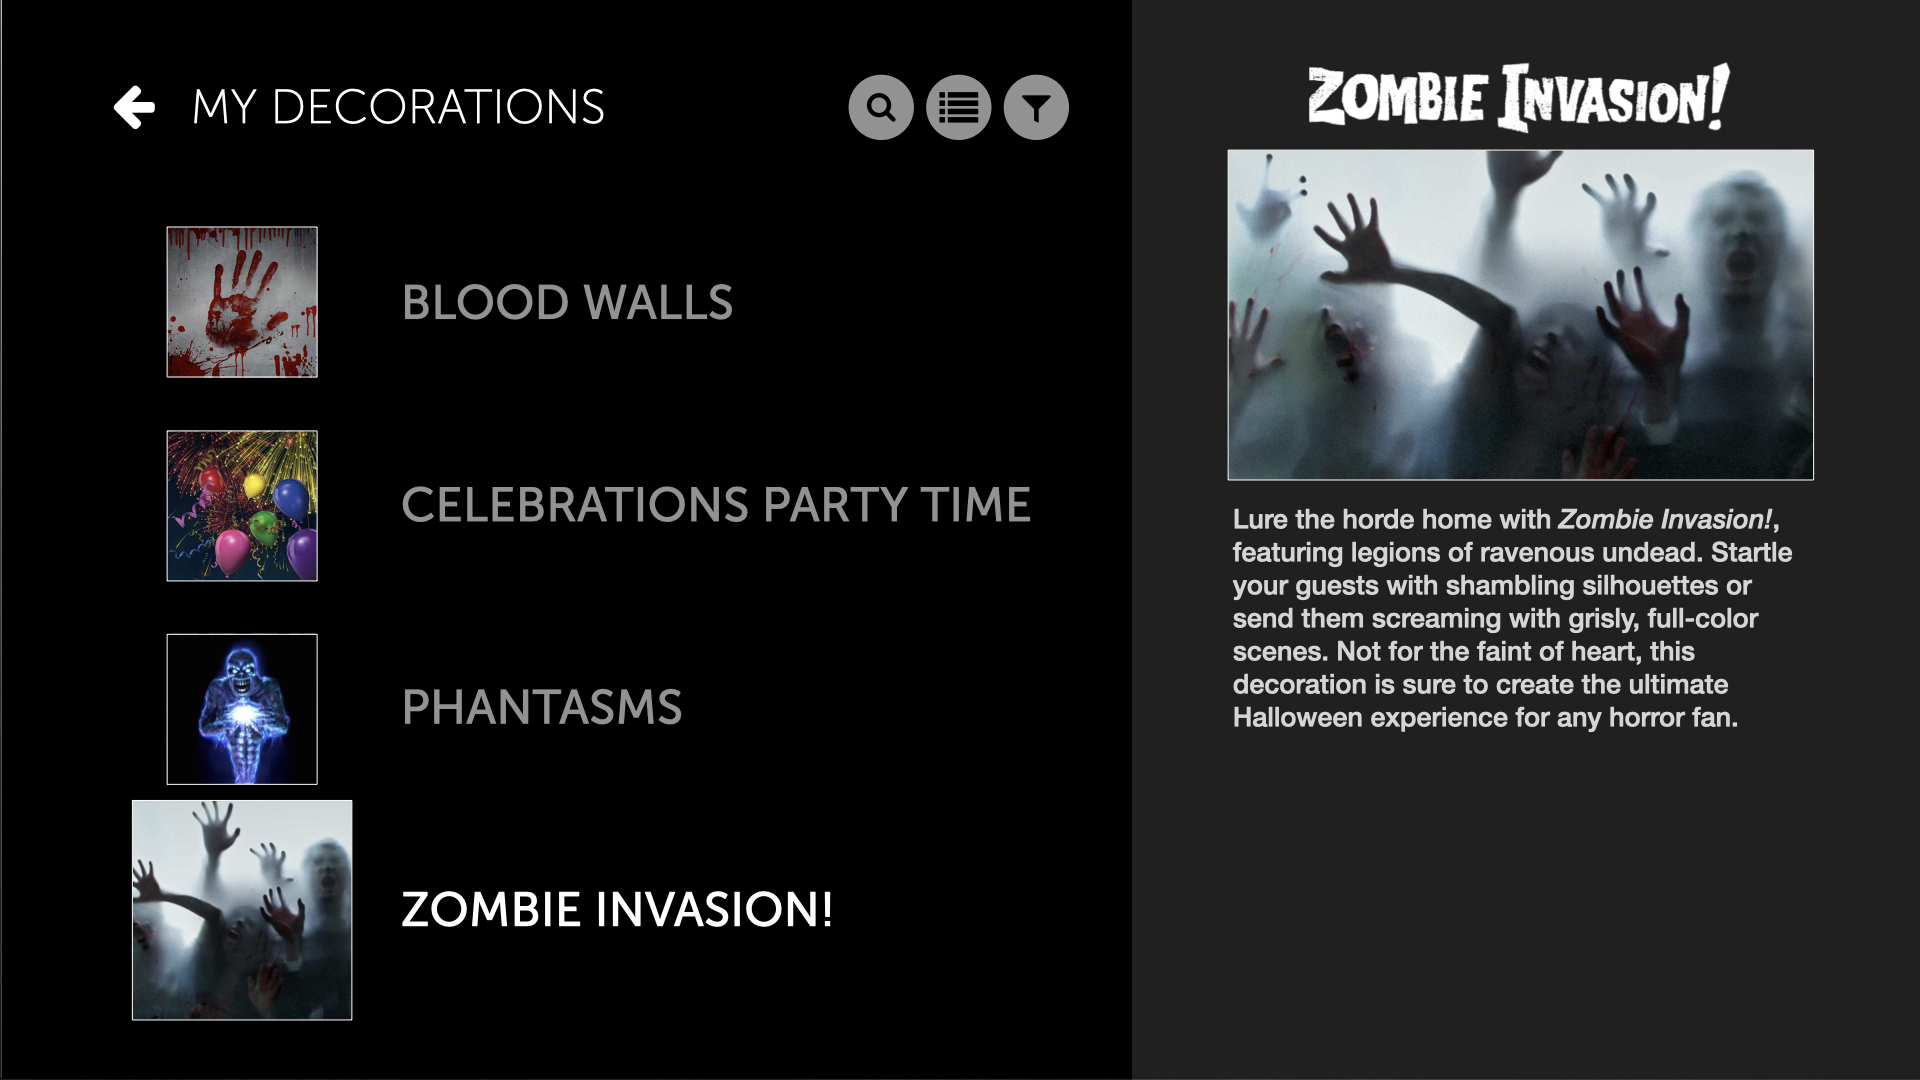 MY DECORATIONS
BLOOD WALLS
CELEBRATIONS PARTY TIME
PHANTASMS
ZOMBIE INVASION!
ZOMBIE INVASION!
Lure the horde home with Zombie Invasion!,
featuring legions of ravenous undead. Startle
your guests with shambling silhouettes or
send them screaming with grisly, full-color
scenes. Not for the faint of heart, this
decoration is sure to create the ultimate
Halloween experience for any horror fan.